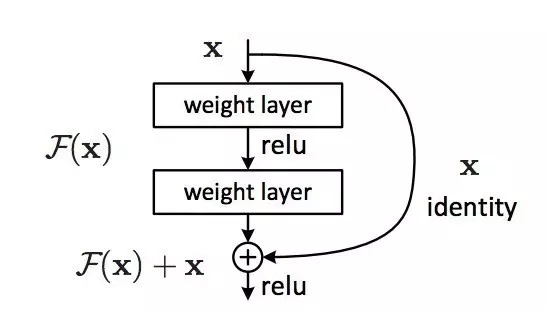 x
weight layer
relu
F(x)
x
weight layer
identity
F(x) + x
relu